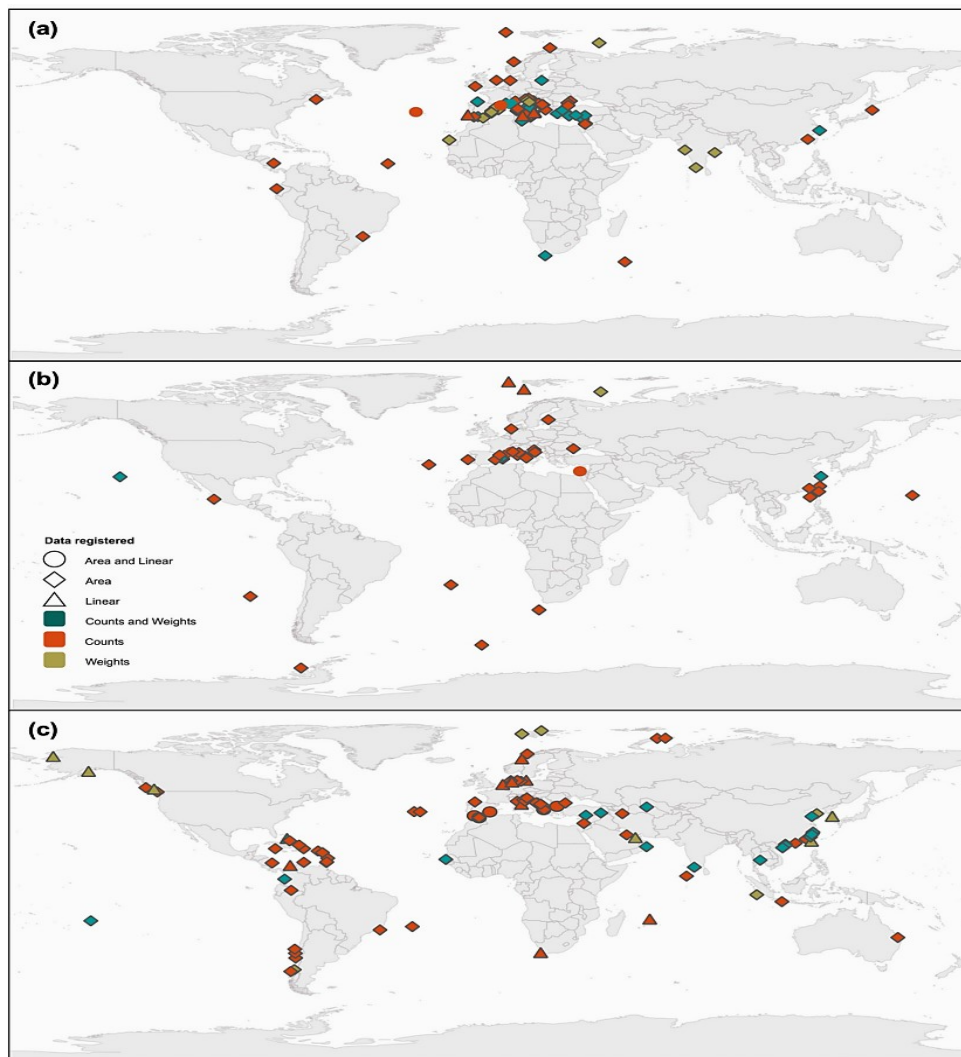 (a)
(b)
Data registered
Area and Linear
Area
Linear
Counts and Weights
Counts
Weights
(c)